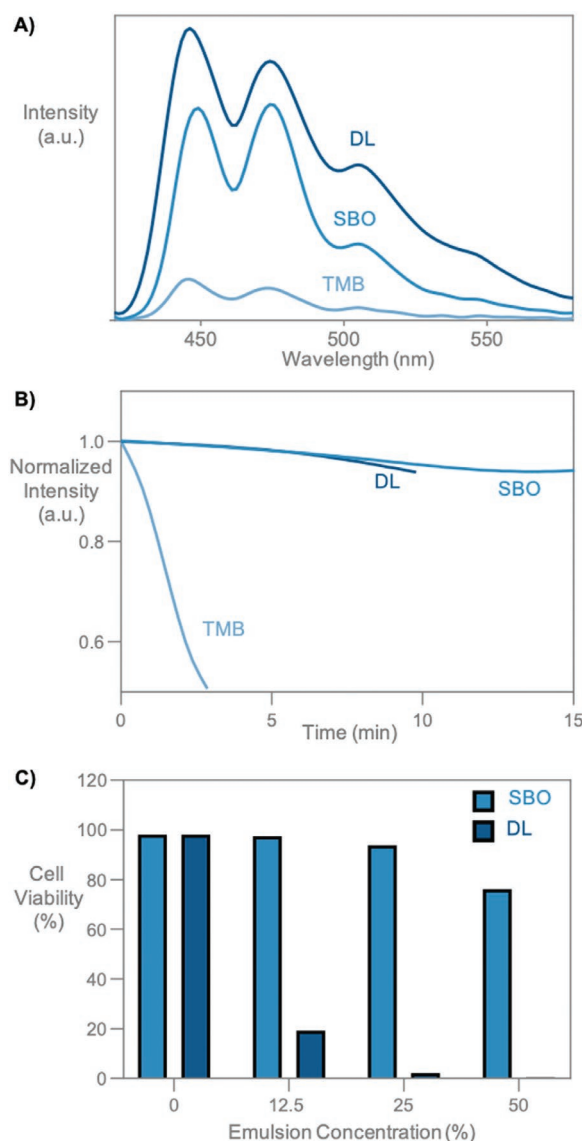 A)
Intensity
(a.u.)
DL
SBO
TMB
450
500
550
Wavelength (nm)
B)
1.0
Normalized
Intensity
(a.u.)
0.8
0.6
DL
SBO
TMB
0
5
10
15
Time (min)
C)
120
100
80
60
40
20
0
Cell
Viability
(%)
SBO
DL
0
12.5
25
50
Emulsion Concentration (%)